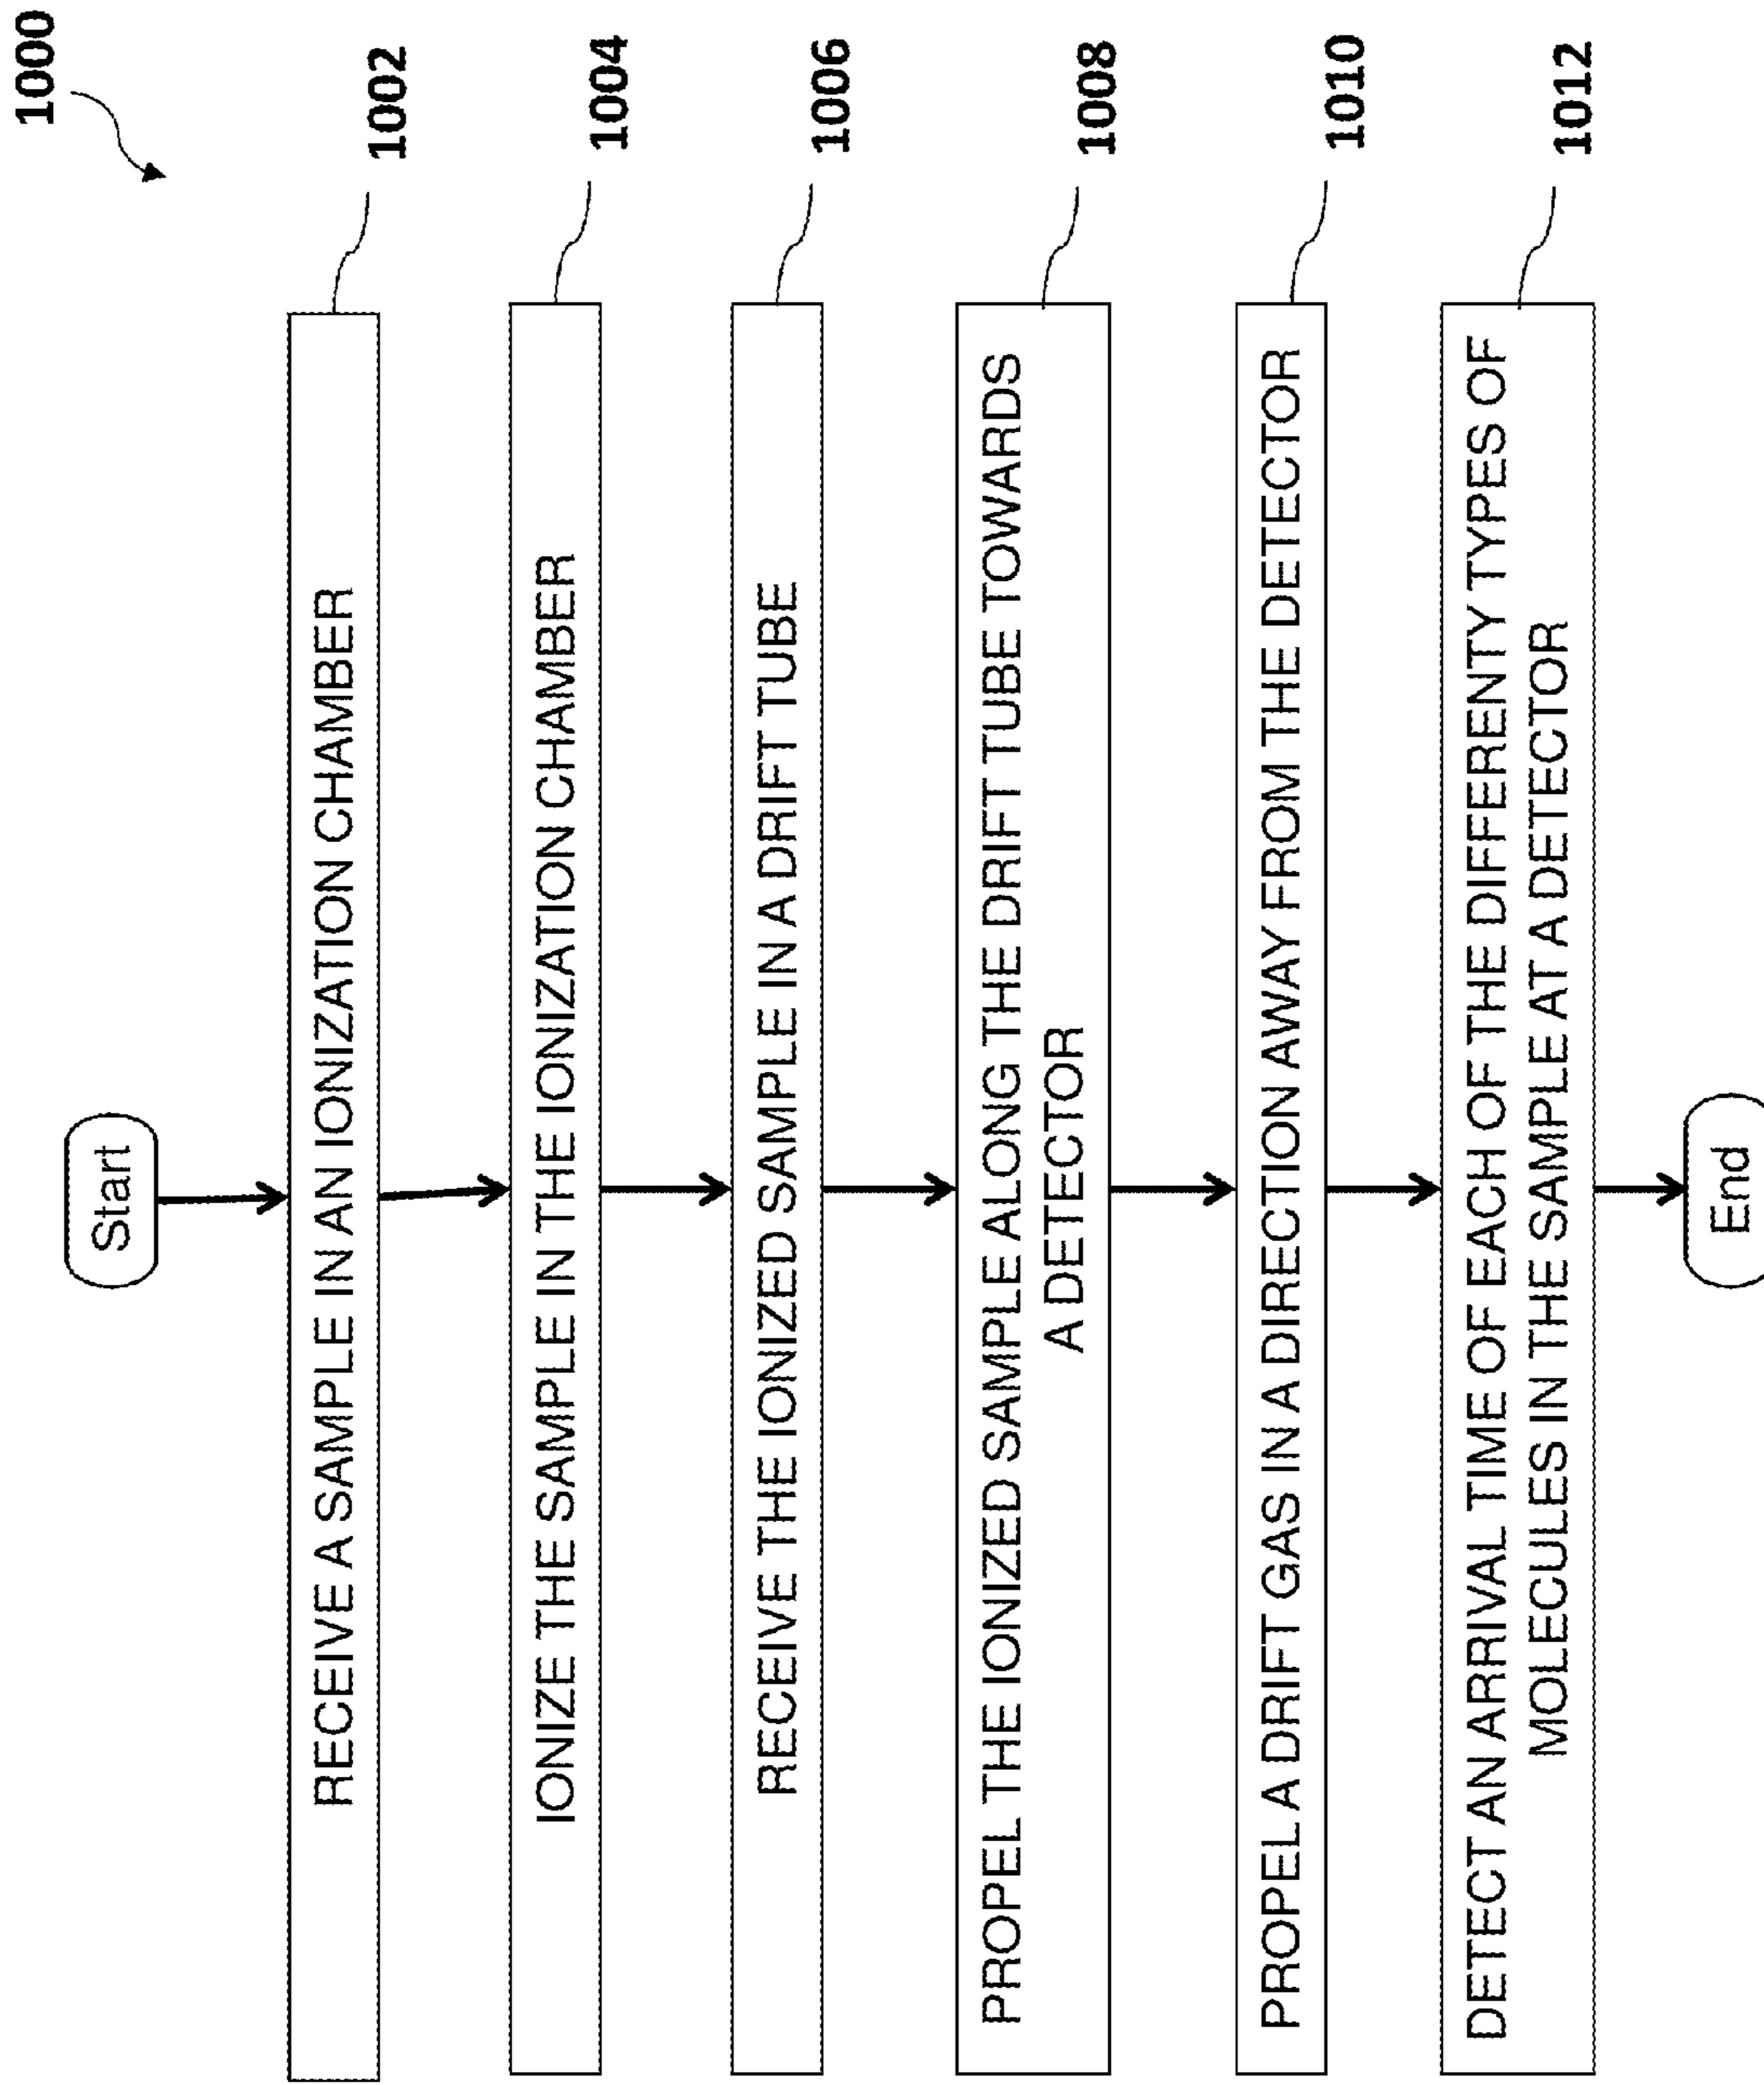 1000
Start
RECEIVE A SAMPLE IN AN IONIZATION CHAMBER
1002
IONIZE THE SAMPLE IN THE IONIZATION CHAMBER
1004
RECEIVE THE IONIZED SAMPLE IN A DRIFT TUBE
1006
PROPEL THE IONIZED SAMPLE ALONG THE DRIFT TUBE TOWARDS
A DETECTOR
1008
PROPEL A DRIFT GAS IN A DIRECTION AWAY FROM THE DETECTOR
1010
DETECT AN ARRIVAL TIME OF EACH OF THE DIFFERENTY TYPES OF
MOLECULES IN THE SAMPLE AT A DETECTOR
1012
End